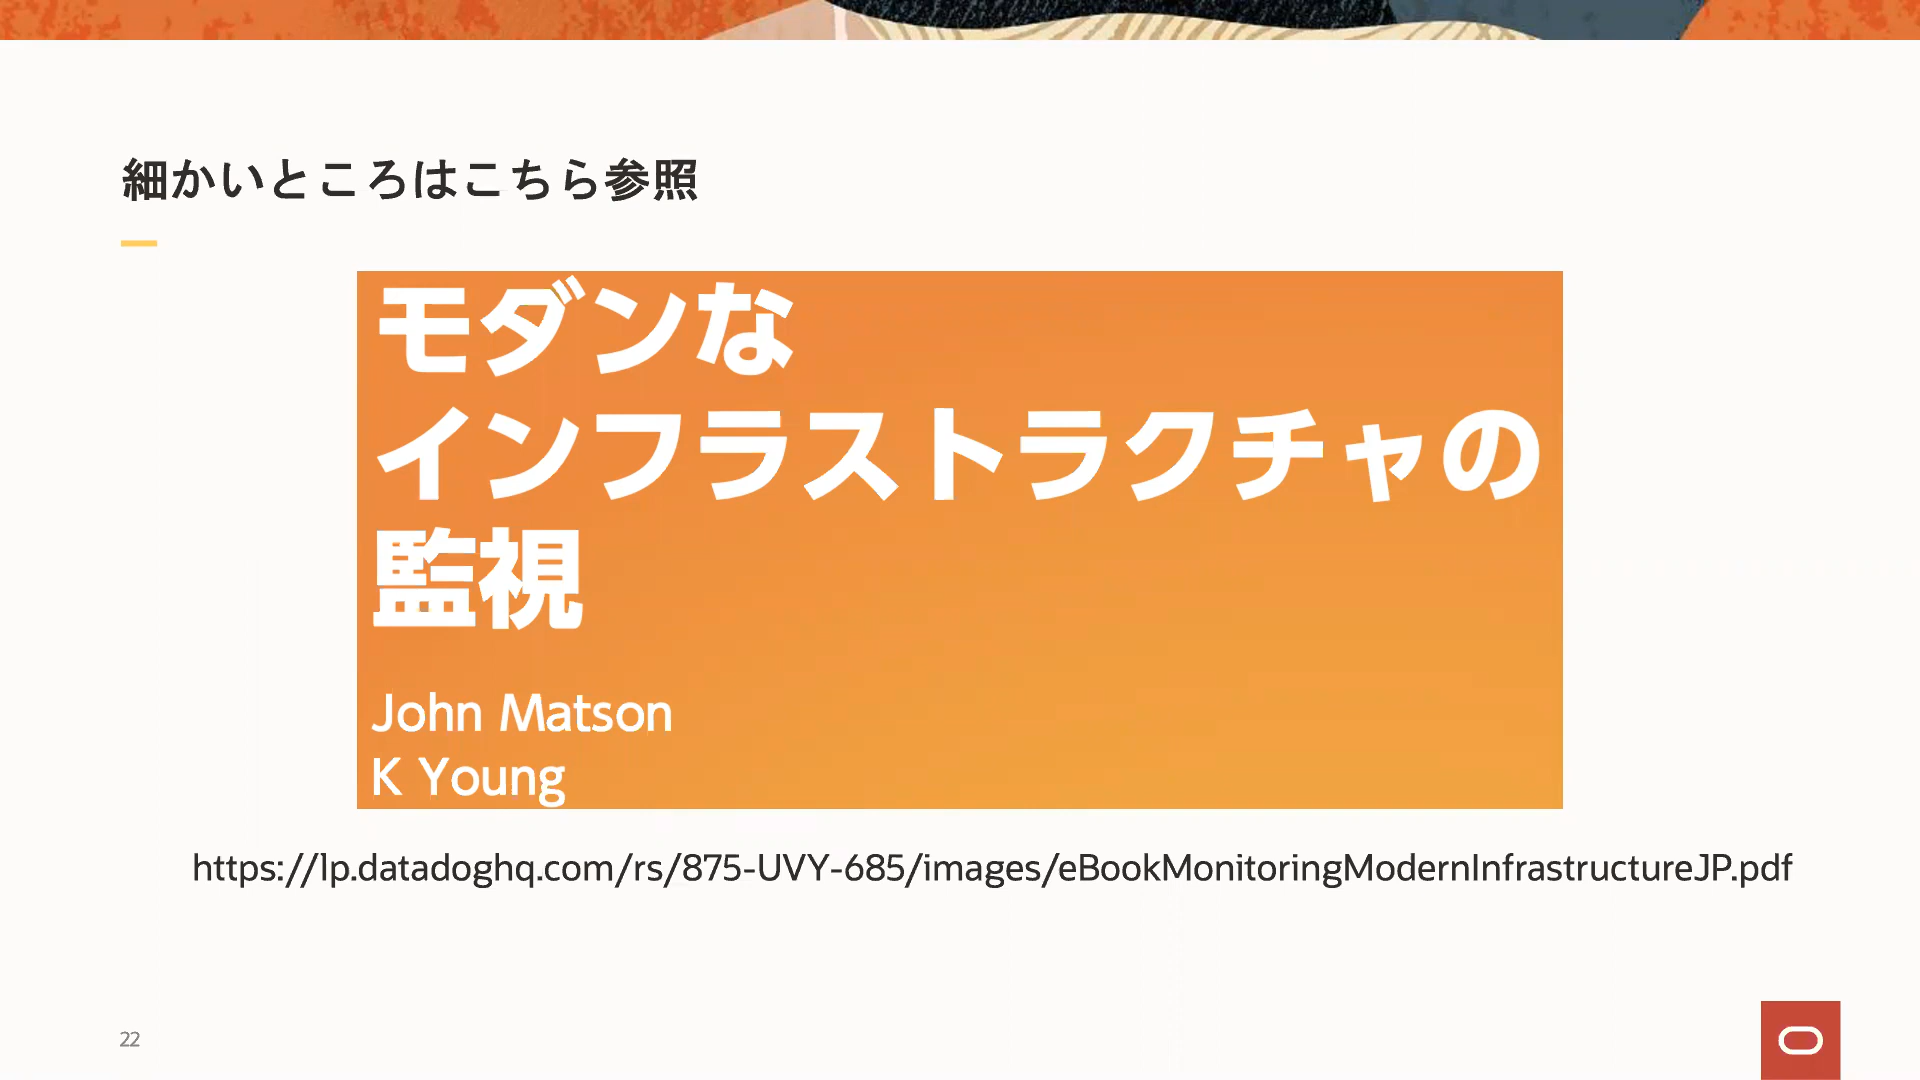 細かいところはこちら参照
モダンな
インフラストラクチャの
監視
John Matson
K Young
https://lp.datadoghq.com/rs/875-UVY-685/images/eBookMonitoringModernInfrastructureJP.pdf
22